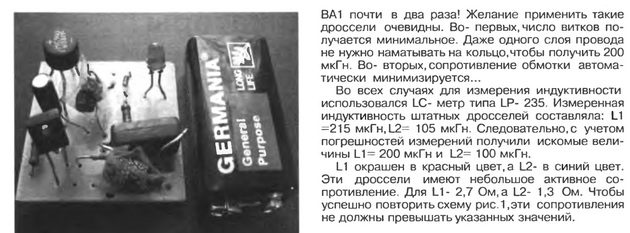 GERMANIA
General
Purpose
LONG
LIFE
ВА1 почти в два раза! Желание применить такие
дроссели очевидны. Во- первых, число витков по-
лучается минимальное. Даже одного слоя провода
не нужно наматывать на кольцо, чтобы получить 200
мкГн. Во- вторых, сопротивление обмотки автома-
тически минимизируется...
Во всех случаях для измерения индуктивности
использовался LC- метр типа LP- 235. Измеренная
индуктивность штатных дросселей составляла: L1
=215 мкГн, L2= 105 мкГн. Следовательно, с учетом
погрешностей измерений получили искомые вели-
чины L1= 200 мкГн и L2= 100 мкГн.
L1 окрашен в красный цвет, а L2- в синий цвет.
Эти дроссели имеют небольшое активное со-
противление. Для L1- 2,7 Ом, а L2- 1,3 Ом. Чтобы
успешно повторить схему рис.1, эти сопротивления
не должны превышать указанных значений.